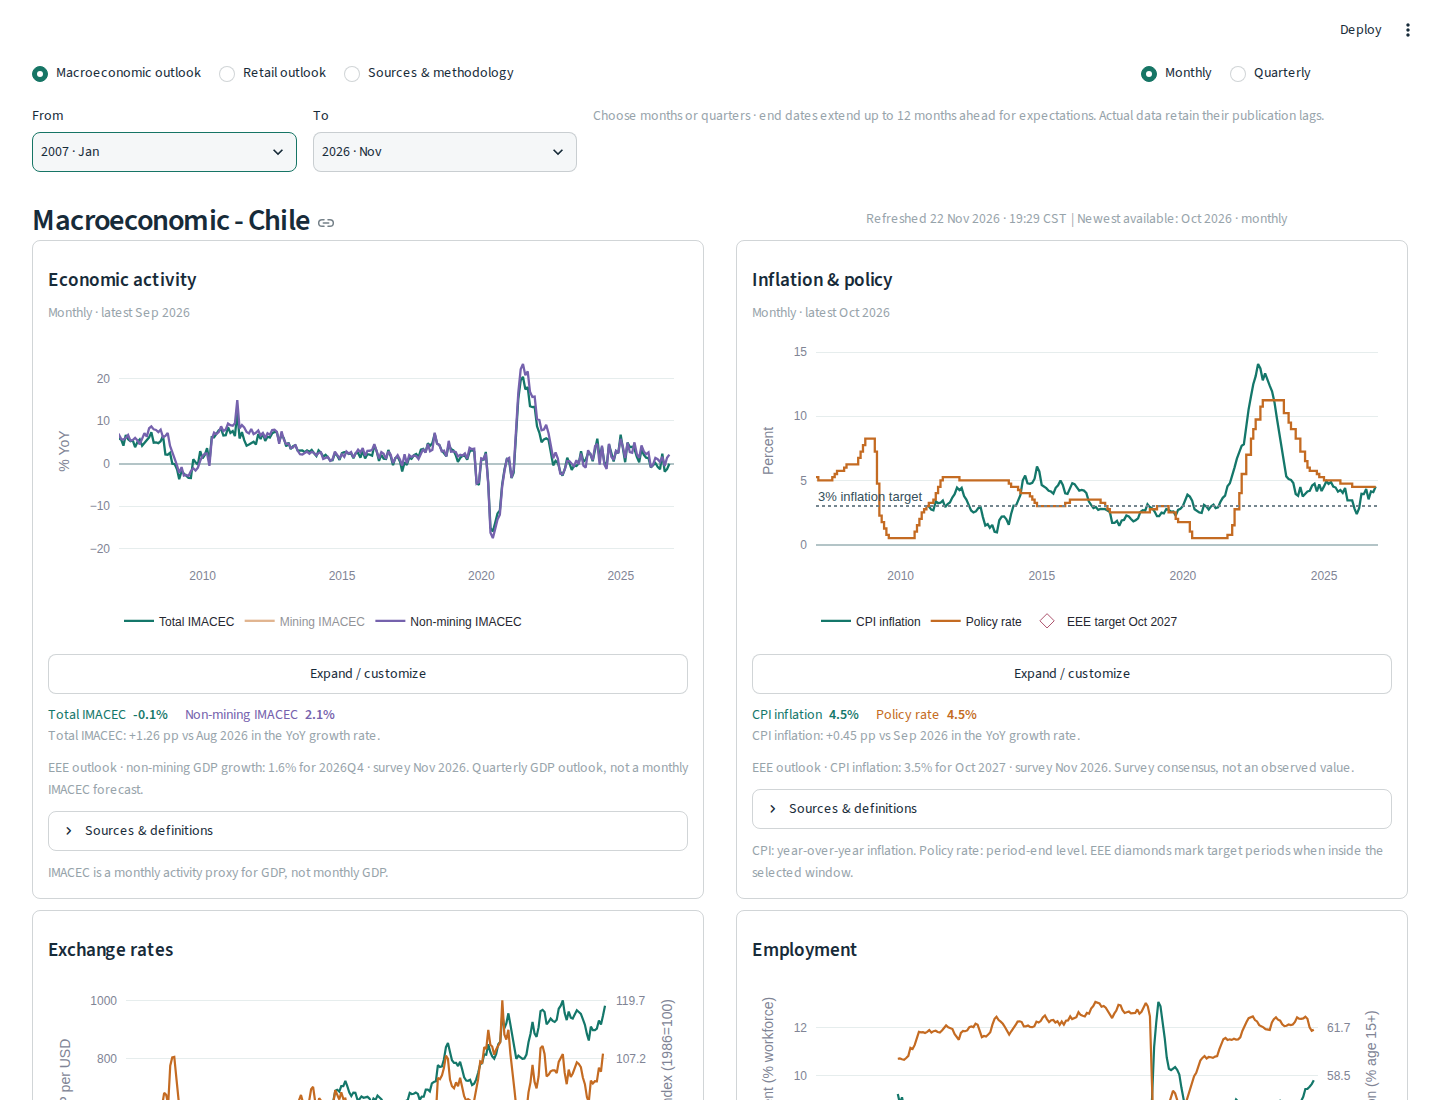 Deploy
Macroeconomic outlook Retail outlook Sources & methodology Monthly Quarterly
From To Choose months or quarters · end dates extend up to 12 months ahead for expectations. Actual data retain their publication lags.
2007 · Jan 2026 · Nov
Macroeconomic - Chile Refreshed 22 Nov 2026 · 19:29 CST | Newest available: Oct 2026 · monthly
Economic activity
Monthly · latest Sep 2026
% YoY
20
10
0
−10
−20
2010 2015 2020 2025
Total IMACEC Mining IMACEC Non-mining IMACEC
Expand / customize
Total IMACEC -0.1% Non-mining IMACEC 2.1%
Total IMACEC: +1.26 pp vs Aug 2026 in the YoY growth rate.
EEE outlook · non-mining GDP growth: 1.6% for 2026Q4 · survey Nov 2026. Quarterly GDP outlook, not a monthly
IMACEC forecast.
Sources & definitions
IMACEC is a monthly activity proxy for GDP, not monthly GDP.
Inflation & policy
Monthly · latest Oct 2026
Percent
15
10
5
3% inflation target
0
2010 2015 2020 2025
CPI inflation Policy rate EEE target Oct 2027
Expand / customize
CPI inflation 4.5% Policy rate 4.5%
CPI inflation: +0.45 pp vs Sep 2026 in the YoY growth rate.
EEE outlook · CPI inflation: 3.5% for Oct 2027 · survey Nov 2026. Survey consensus, not an observed value.
Sources & definitions
CPI: year-over-year inflation. Policy rate: period-end level. EEE diamonds mark target periods when inside the
selected window.
Exchange rates
1000 119.7
800 107.2
per USD
(1986=100)
Employment
12 61.7
10 58.5
(% workforce)
(% age 15+)